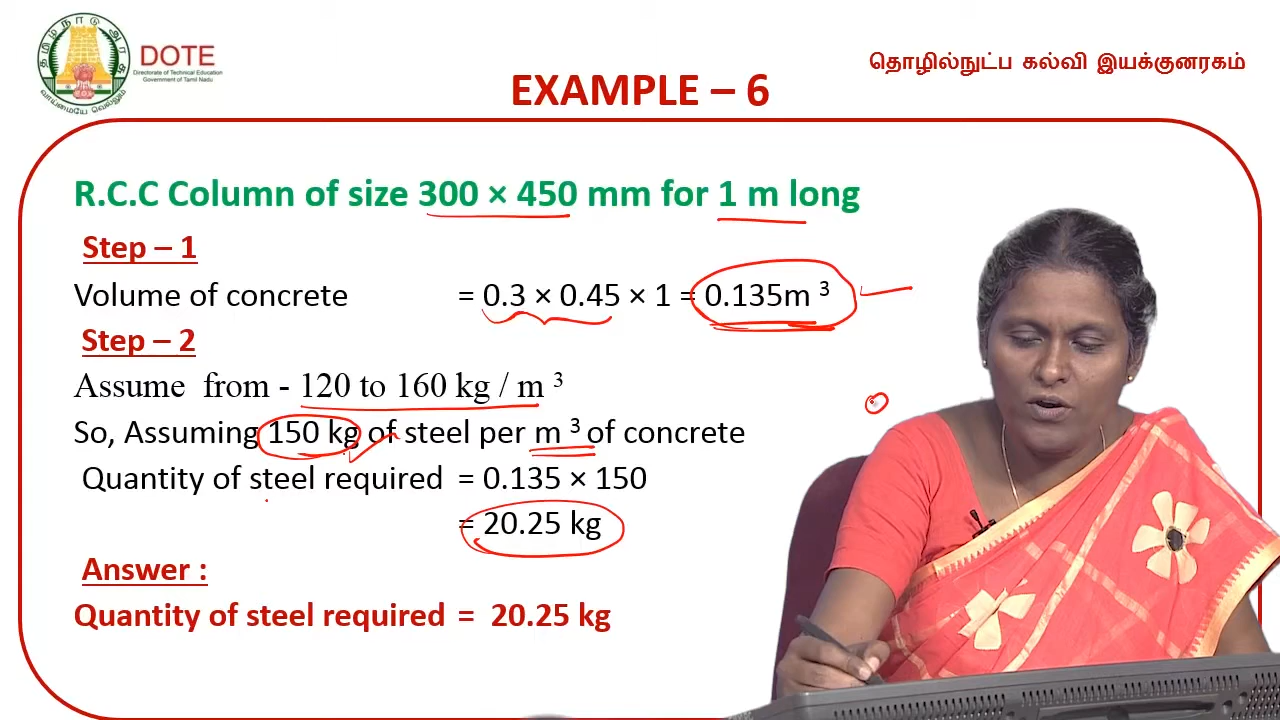 தமிழ்நாடு அரசு
வாய்மையே வெல்லும்
DOTE
Directorate of Technical Education
Government of Tamil Nadu
தொழில்நுட்ப கல்வி இயக்குனரகம்
EXAMPLE – 6
R.C.C Column of size 300 × 450 mm for 1 m long
Step – 1
Volume of concrete = 0.3 × 0.45 × 1 = 0.135m ³
Step – 2
Assume from - 120 to 160 kg / m ³
So, Assuming 150 kg of steel per m ³ of concrete
Quantity of steel required = 0.135 × 150
= 20.25 kg
Answer :
Quantity of steel required = 20.25 kg